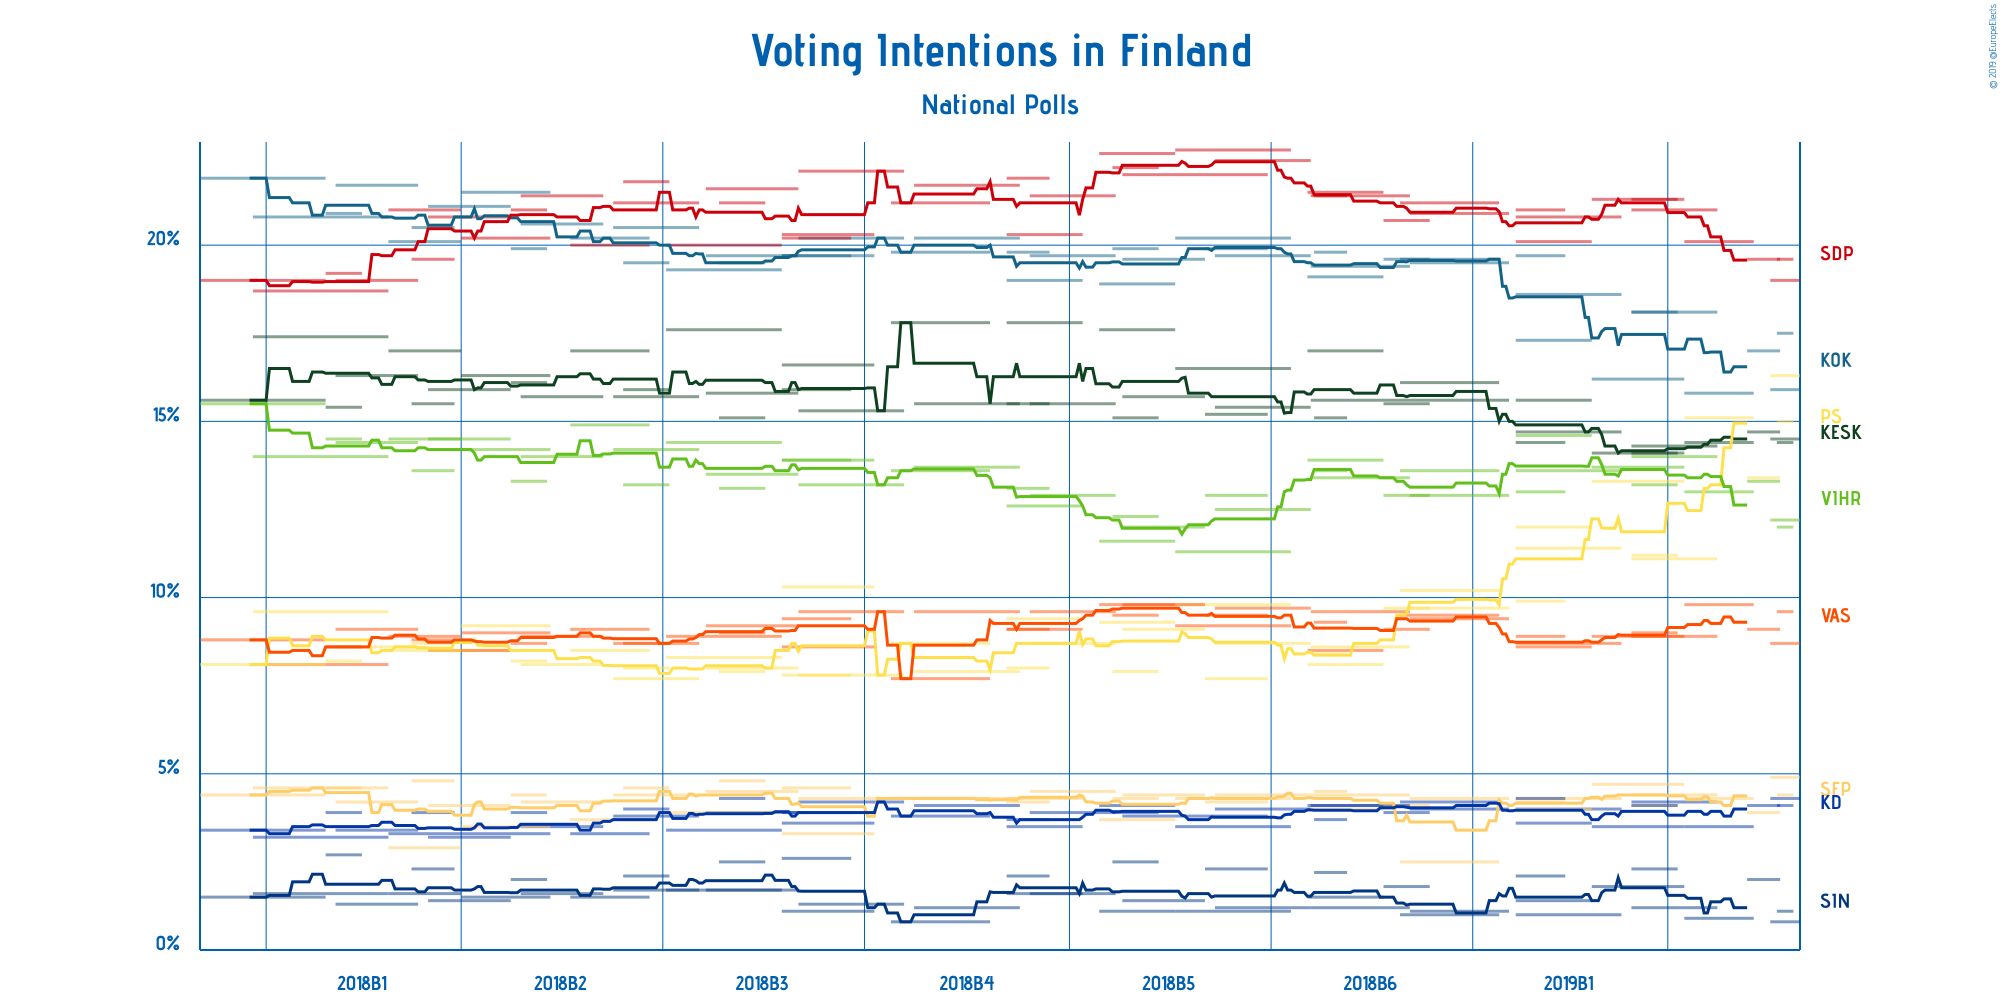 Voting Intentions in Finland
National Polls
© 2019 @EuropeElects
20%
15%
10%
5%
0%
SDP
KOK
PS
KESK
VIHR
VAS
SFP
KD
SIN
2018B1
2018B2
2018B3
2018B4
2018B5
2018B6
2019B1